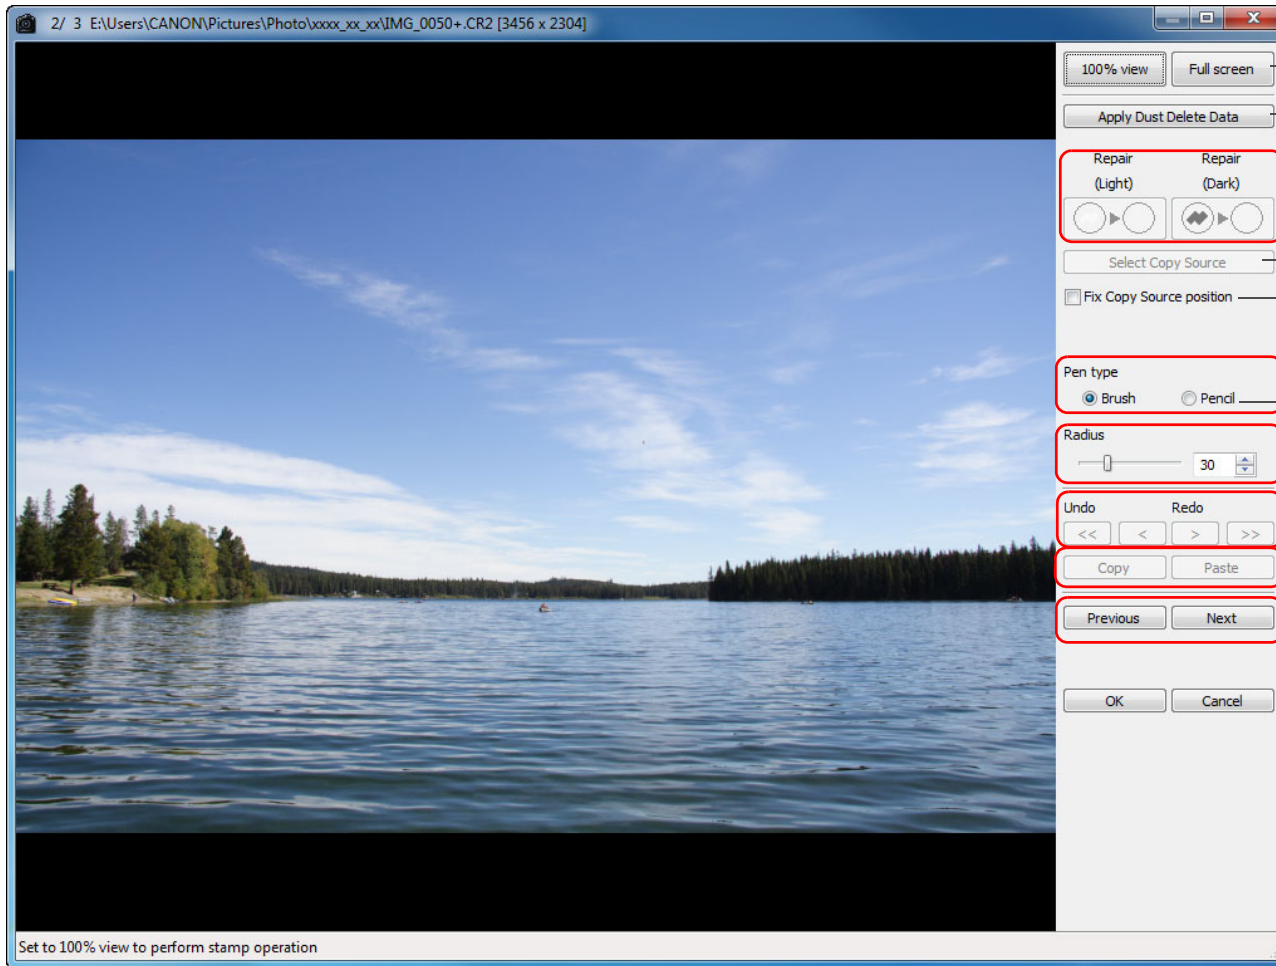 2/ 3 E:\Users\CANON\Pictures\Photo\xxxx_xx_xx\IMG_0050+.CR2 [3456 x 2304]
100% view Full screen
Apply Dust Delete Data
Repair (Light) Repair (Dark)
Select Copy Source
Fix Copy Source position
Pen type
Brush Pencil
Radius
30
Undo Redo
<< < > >>
Copy Paste
Previous Next
OK Cancel
Set to 100% view to perform stamp operation